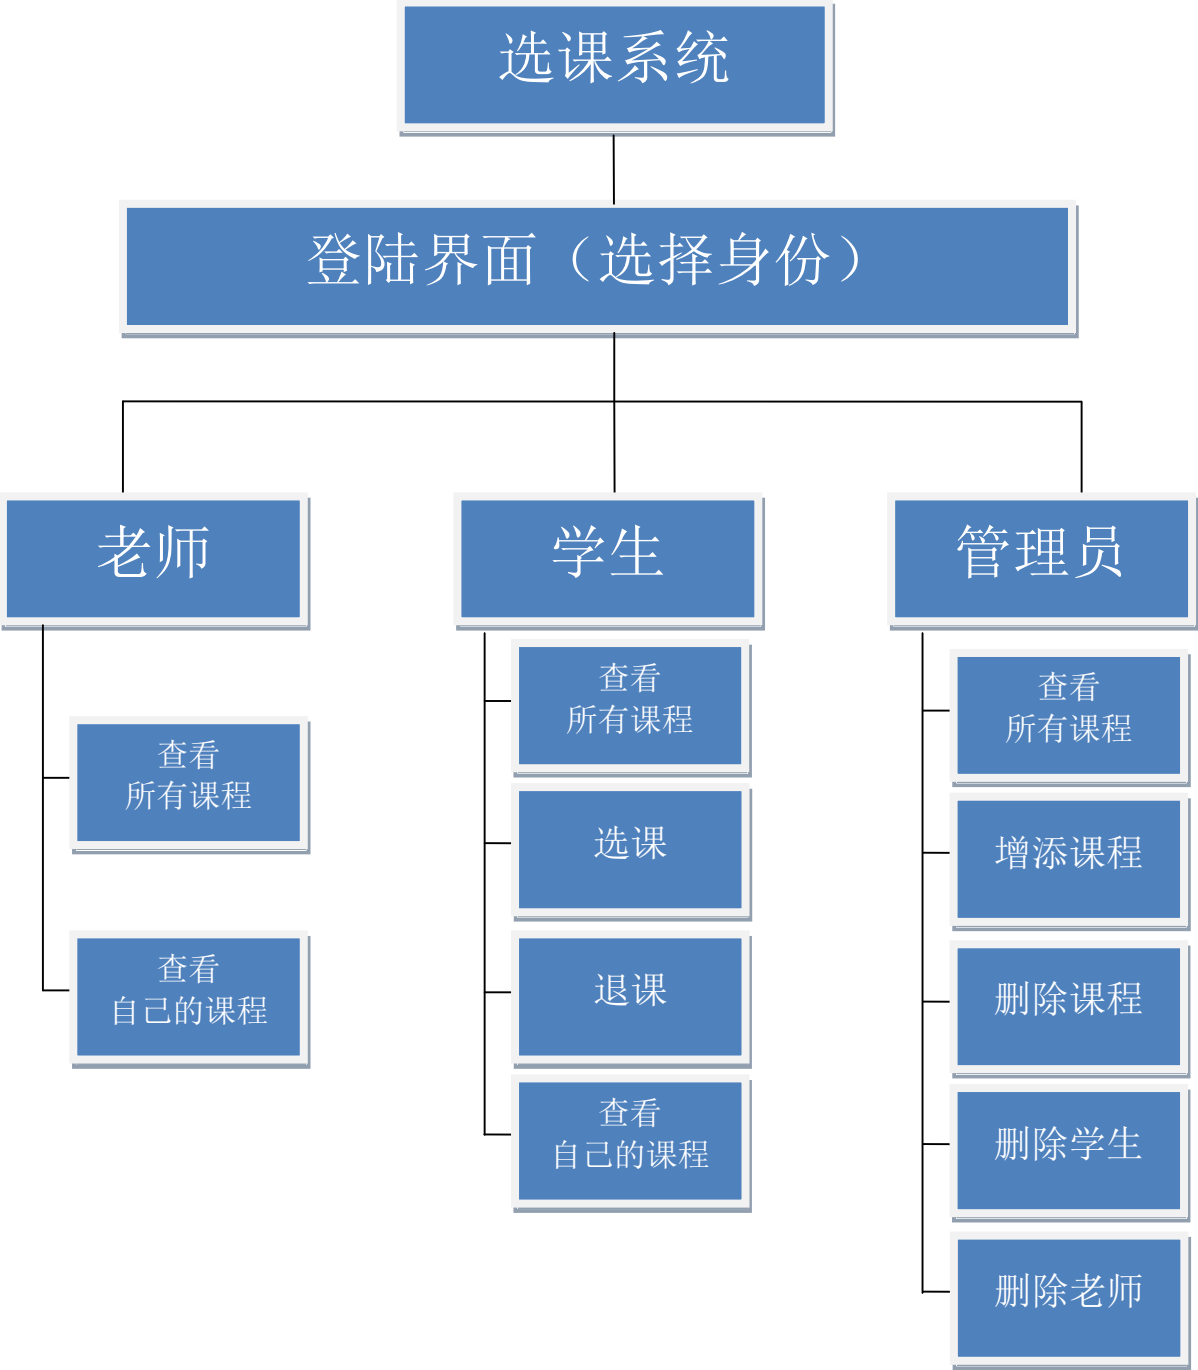 选课系统
登陆界面（选择身份）
老师
查看
所有课程
查看
自己的课程
学生
查看
所有课程
选课
退课
查看
自己的课程
管理员
查看
所有课程
增添课程
删除课程
删除学生
删除老师